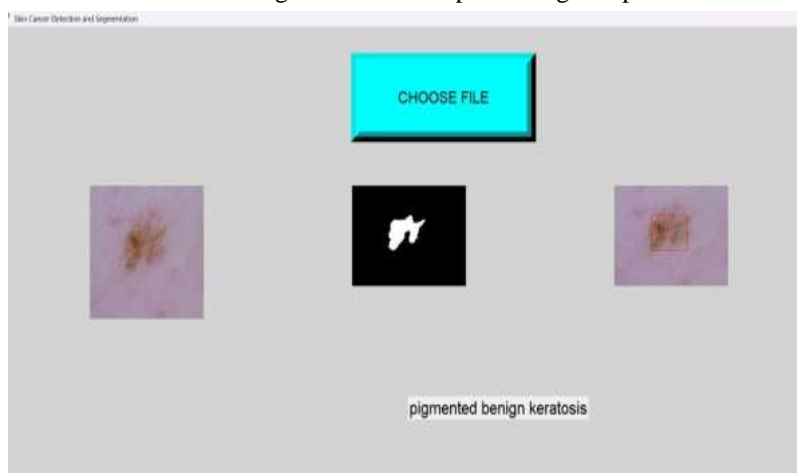 Skin Cancer Detection and Segmentation
CHOOSE FILE
pigmented benign keratosis